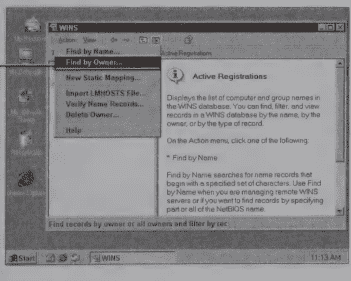 WINS
Action View
Active Registrations
Find by Name...
Find by Owner...
New Static Mapping...
Import LMHOSTS File...
Verify Name Records...
Delete Owner...
Help
Active Registrations
Displays the list of computer and group names in
the WINS database. You can find, filter, and view
records in a WINS database by the name, by the
owner, or by the type of record.
On the Action menu, click one of the following.
* Find by Name
Find by Name searches for name records that
begin with a specified set of characters. Use Find
by Name when you are managing remote WINS
servers or if you want to find records by specifying
part or all of the NetBIOS name.
Find records by owner or all owners and filter by rec
Start
WINS
11:13 AM